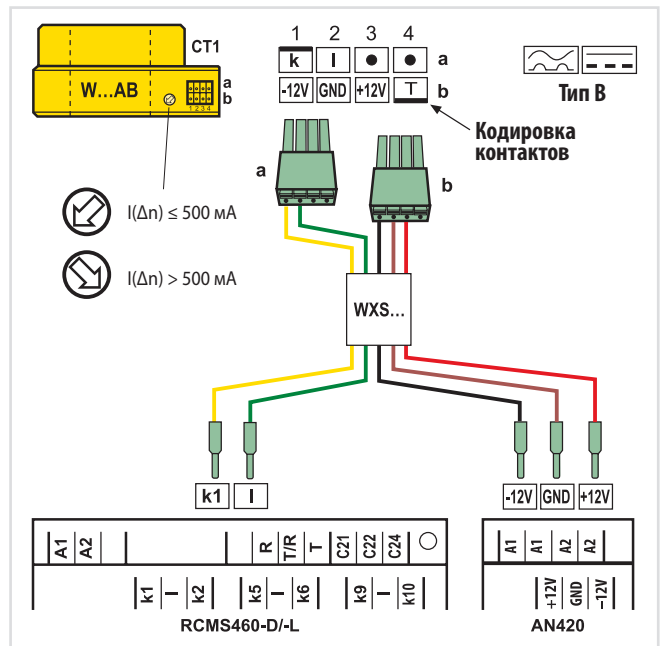 CT1
W...AB
a
b
1 2 3 4
1 2 3 4
k l a
-12V GND +12V T b
Тип B
Кодировка
контактов
a
b
I(Δn) ≤ 500 мА
I(Δn) > 500 мА
WXS...
k1 l
-12V GND +12V
A1 A2 R T/R T C21 C22 C24
k1 l k2 k5 l k6 k9 l k10
RCMS460-D/-L
A1 A1 A2 A2
+12V GND -12V
AN420